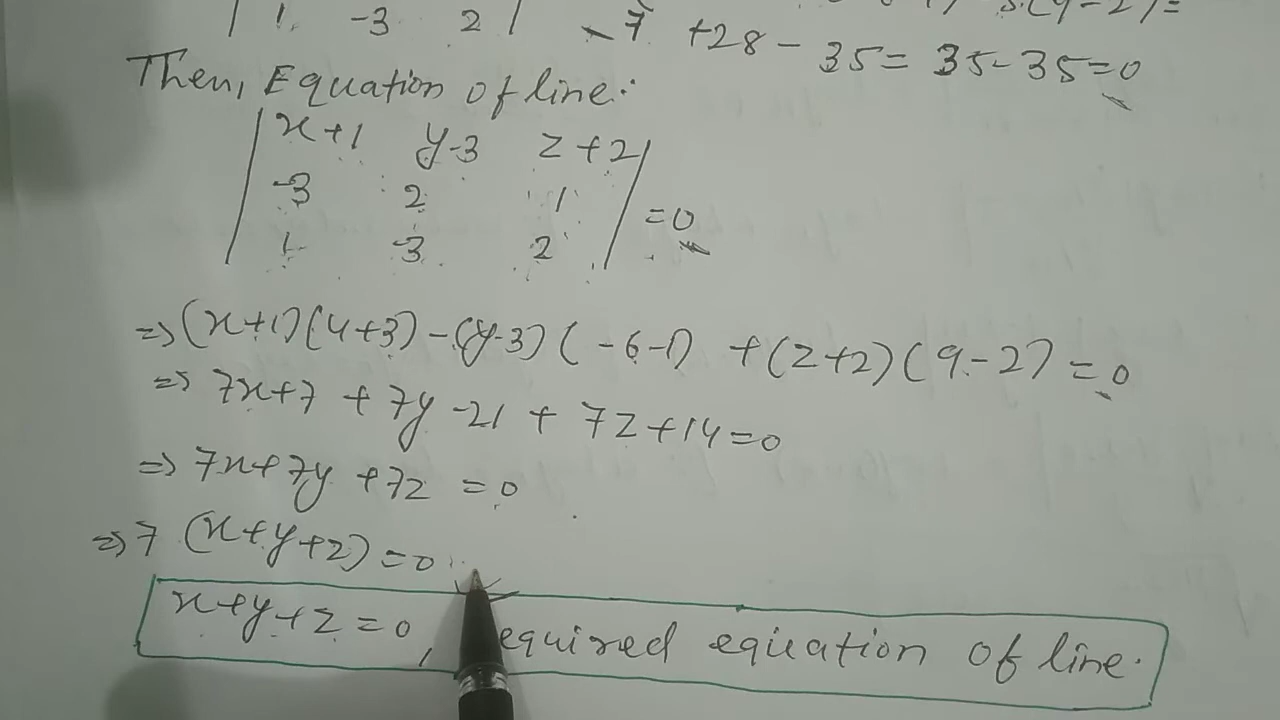 | 1 -3 2 | -7 +28 - 35 = 35 - 35 = 0
Then, Equation of line:
| x+1 y-3 z+2 |
| -3 2 1 | = 0
| 1 -3 2 |
=> (x+1)(4+3) - (y-3)(-6-1) + (z+2)(9-2) = 0
=> 7x+7 + 7y -21 + 7z+14=0
=> 7x+7y +7z = 0
=> 7 (x+y+z) = 0
x+y+z = 0, equired equation of line.